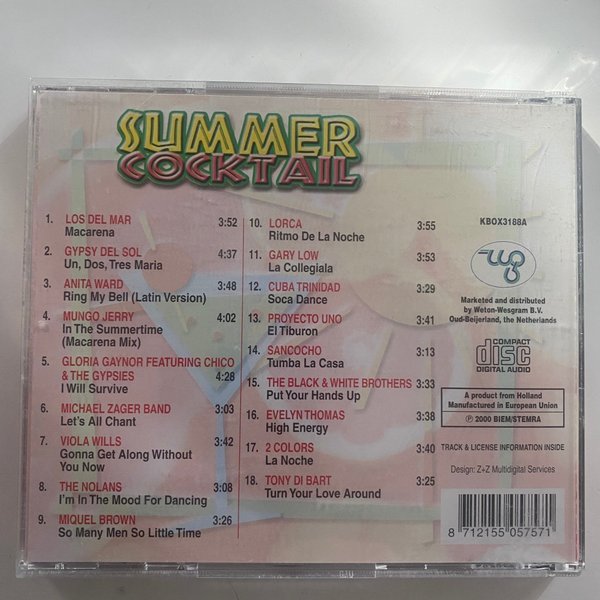 SUMMER
COCKTAIL
1. LOS DEL MAR
Macarena 3:52
2. GYPSY DEL SOL
Un, Dos, Tres Maria 4:37
3. ANITA WARD
Ring My Bell (Latin Version) 3:48
4. MUNGO JERRY
In The Summertime 4:02
(Macarena Mix)
5. GLORIA GAYNOR FEATURING CHICO
& THE GYPSIES 4:28
I Will Survive
6. MICHAEL ZAGER BAND 3:03
Let's All Chant
7. VIOLA WILLS 3:42
Gonna Get Along Without
You Now
8. THE NOLANS 3:08
I'm In The Mood For Dancing
9. MIQUEL BROWN 3:26
So Many Men So Little Time
10. LORCA 3:55
Ritmo De La Noche
11. GARY LOW 3:53
La Collegiala
12. CUBA TRINIDAD 3:29
Soca Dance
13. PROYECTO UNO 3:41
El Tiburon
14. SANCOCHO 3:13
Tumba La Casa
15. THE BLACK & WHITE BROTHERS 3:33
Put Your Hands Up
16. EVELYN THOMAS 3:38
High Energy
17. 2 COLORS 3:40
La Noche
18. TONY DI BART 3:25
Turn Your Love Around
KBOX3188A
Marketed and distributed
by Weton-Wesgram B.V.
Oud-Beijerland, the Netherlands
COMPACT
disc
DIGITAL AUDIO
A product from Holland
Manufactured in European Union
℗ 2000 BIEM/STEMRA
TRACK & LICENSE INFORMATION INSIDE
Design: Z+Z Multidigital Services
8 712155 057571